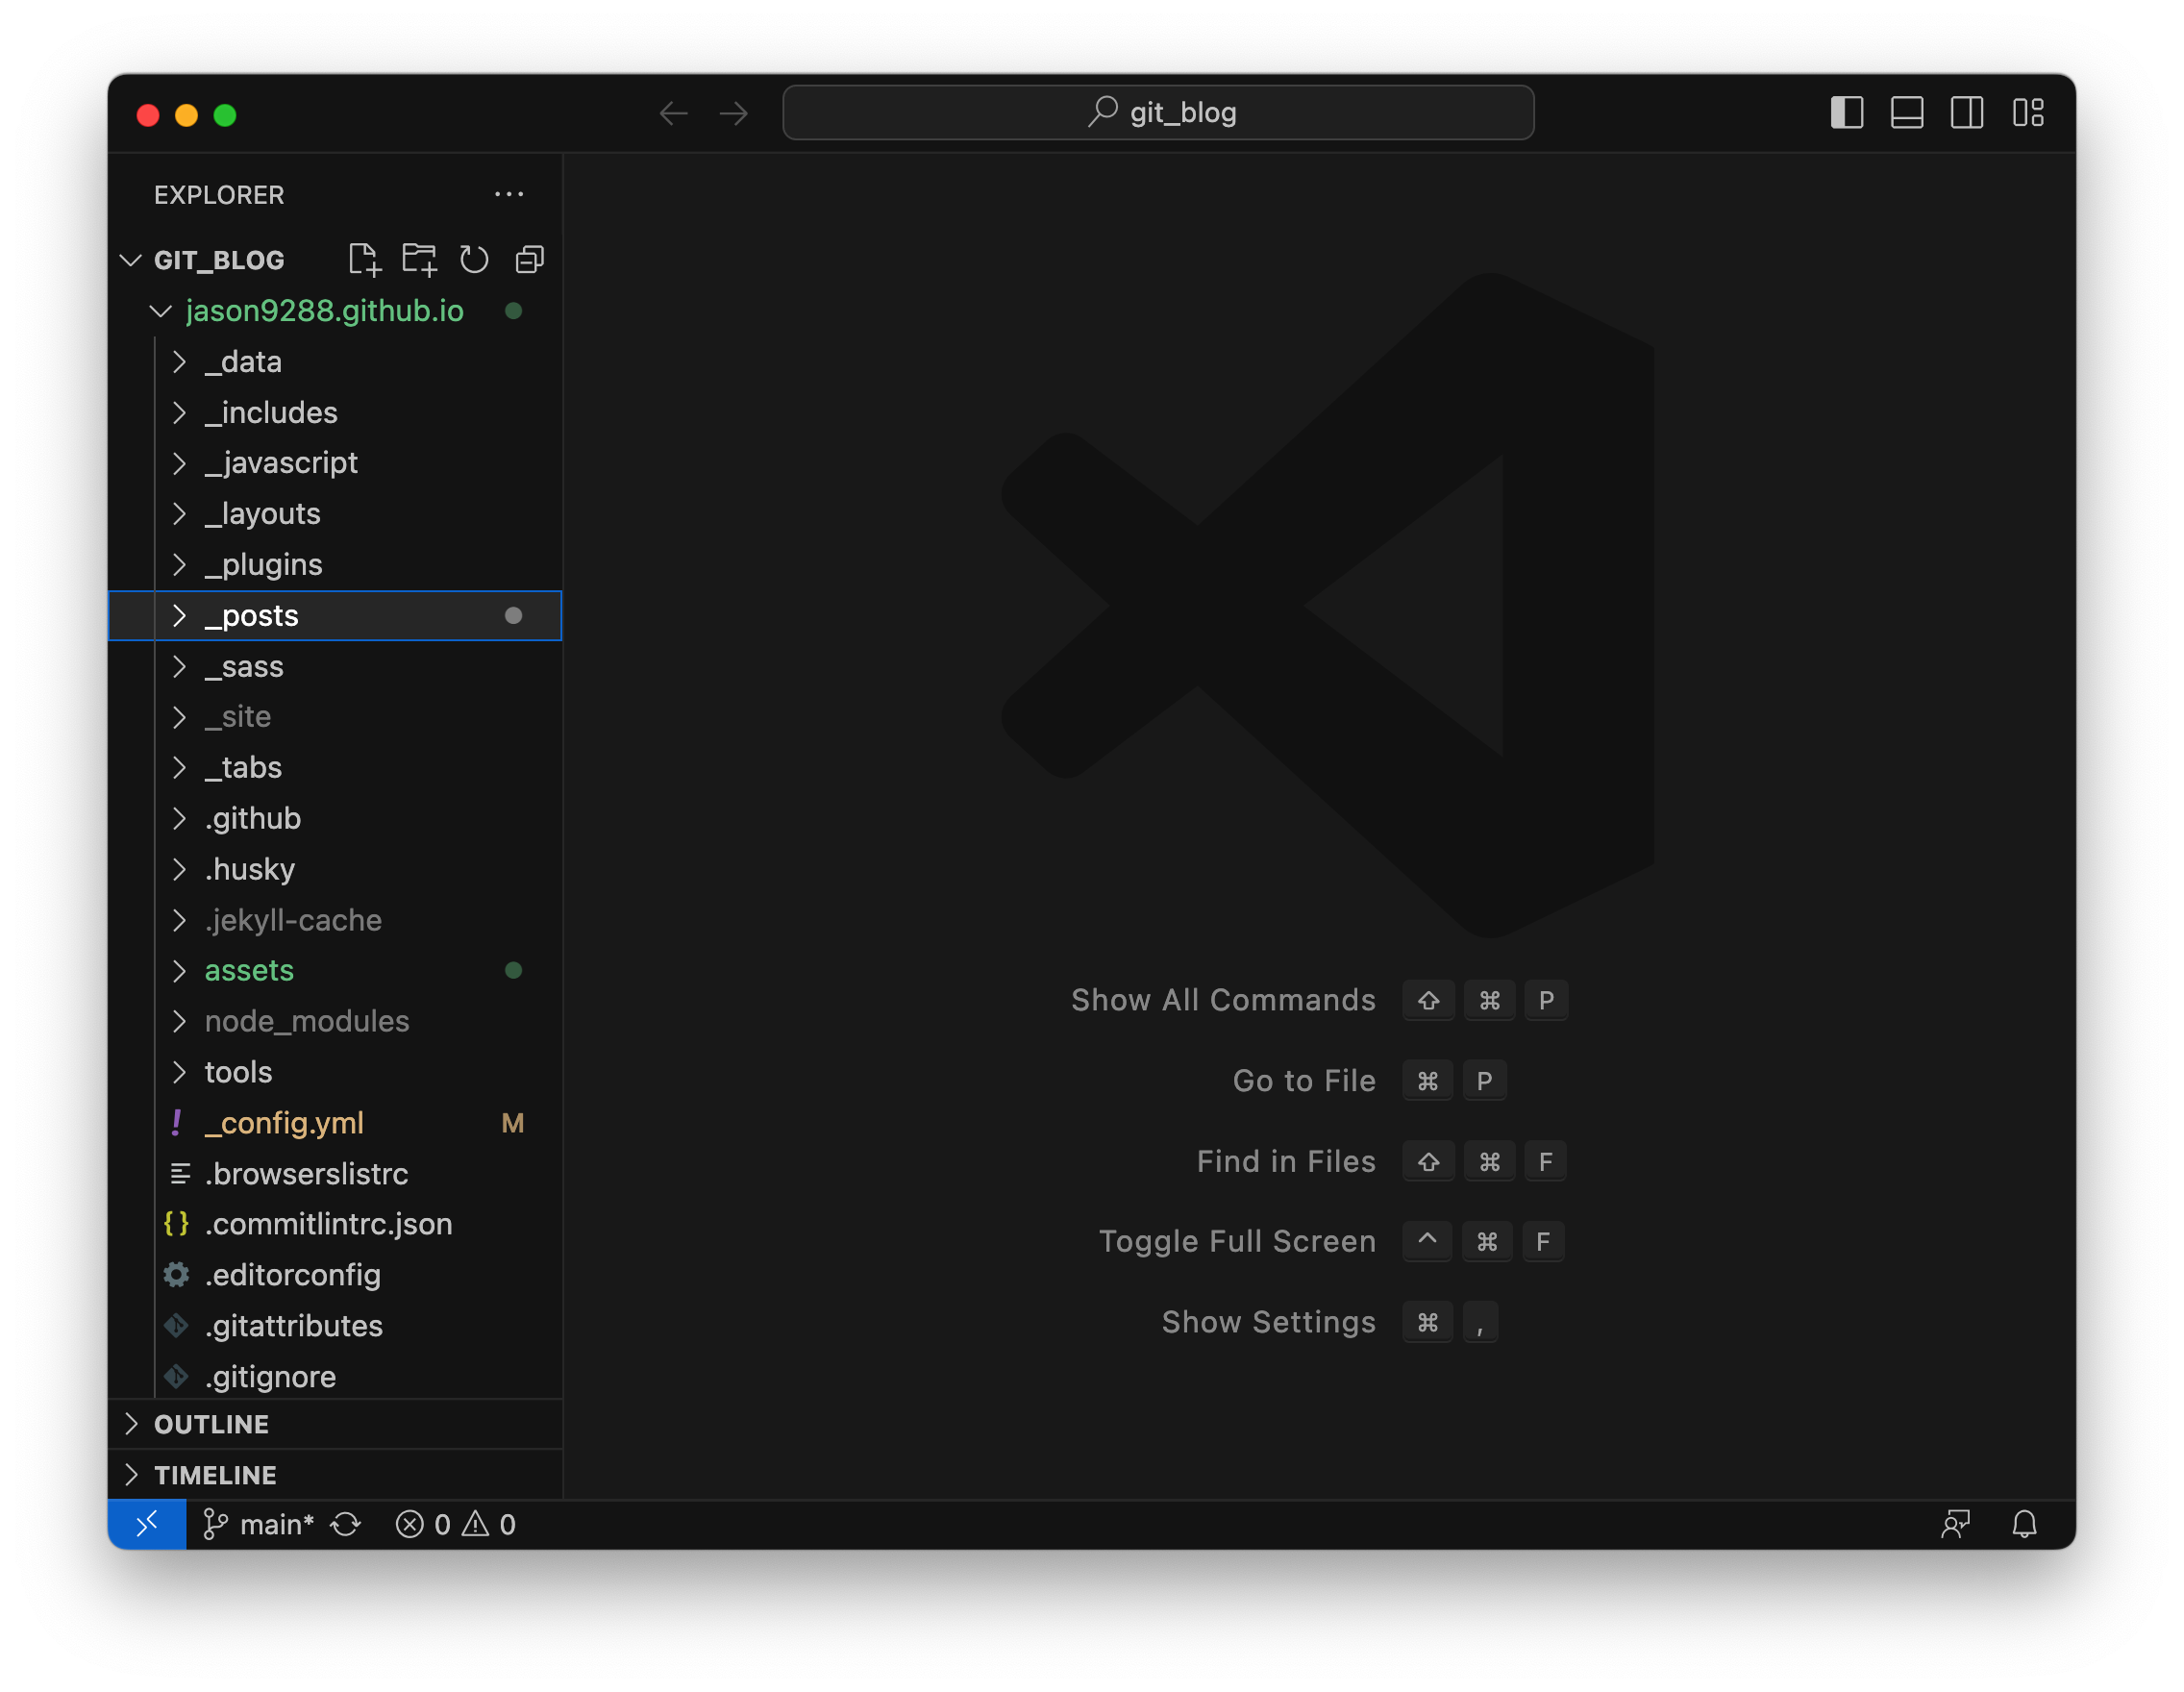 git_blog
EXPLORER
GIT_BLOG
jason9288.github.io
_data
_includes
_javascript
_layouts
_plugins
_posts
_sass
_site
_tabs
.github
.husky
.jekyll-cache
assets
node_modules
tools
_config.yml M
.browserslistrc
.commitlintrc.json
.editorconfig
.gitattributes
.gitignore
OUTLINE
TIMELINE
Show All Commands ⇧ ⌘ P
Go to File ⌘ P
Find in Files ⇧ ⌘ F
Toggle Full Screen ^ ⌘ F
Show Settings ⌘ ,
main* 0 0